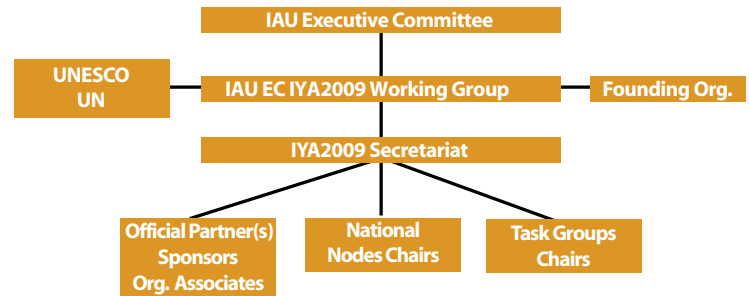 IAU Executive Committee
UNESCO
UN
IAU EC IYA2009 Working Group
Founding Org.
IYA2009 Secretariat
Official Partner(s)
Sponsors
Org. Associates
National
Nodes Chairs
Task Groups
Chairs